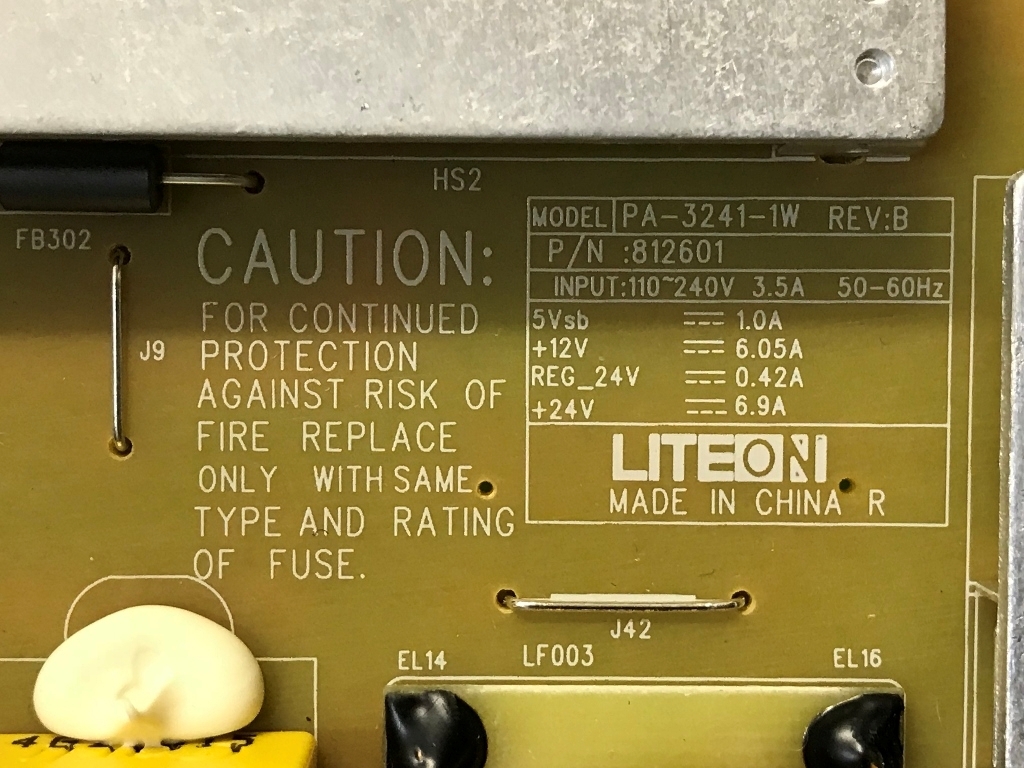 HS2
FB302
J9
CAUTION:
FOR CONTINUED
PROTECTION
AGAINST RISK OF
FIRE REPLACE
ONLY WITH SAME
TYPE AND RATING
OF FUSE.
MODEL PA-3241-1W REV:B
P/N :812601
INPUT:110~240V 3.5A 50-60Hz
5Vsb 1.0A
+12V 6.05A
REG_24V 0.42A
+24V 6.9A
LITEON
MADE IN CHINA R
J42
EL14 LF003 EL16